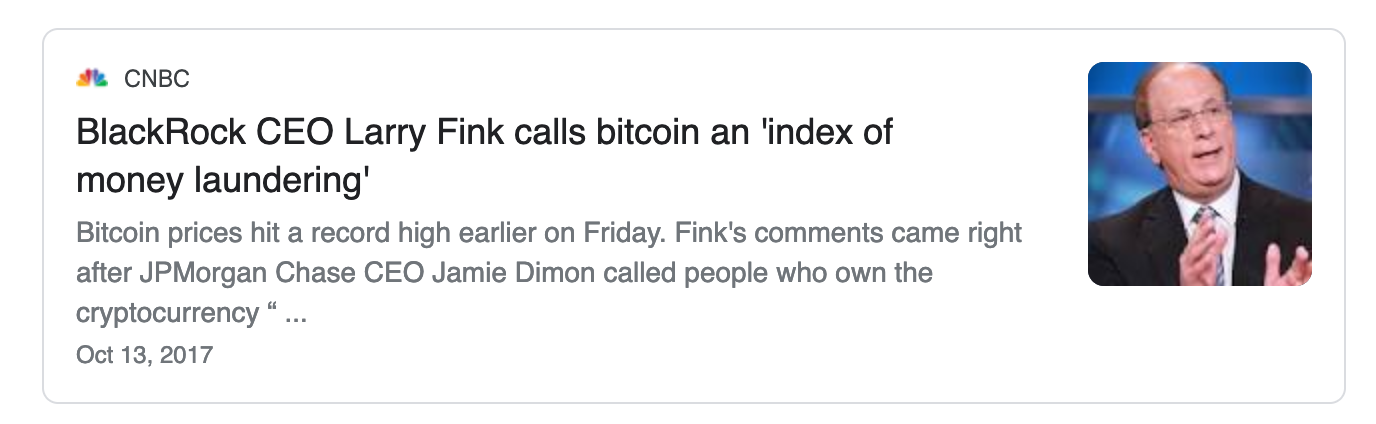 CNBC
BlackRock CEO Larry Fink calls bitcoin an 'index of
money laundering'
Bitcoin prices hit a record high earlier on Friday. Fink's comments came right
after JPMorgan Chase CEO Jamie Dimon called people who own the
cryptocurrency “ ...
Oct 13, 2017